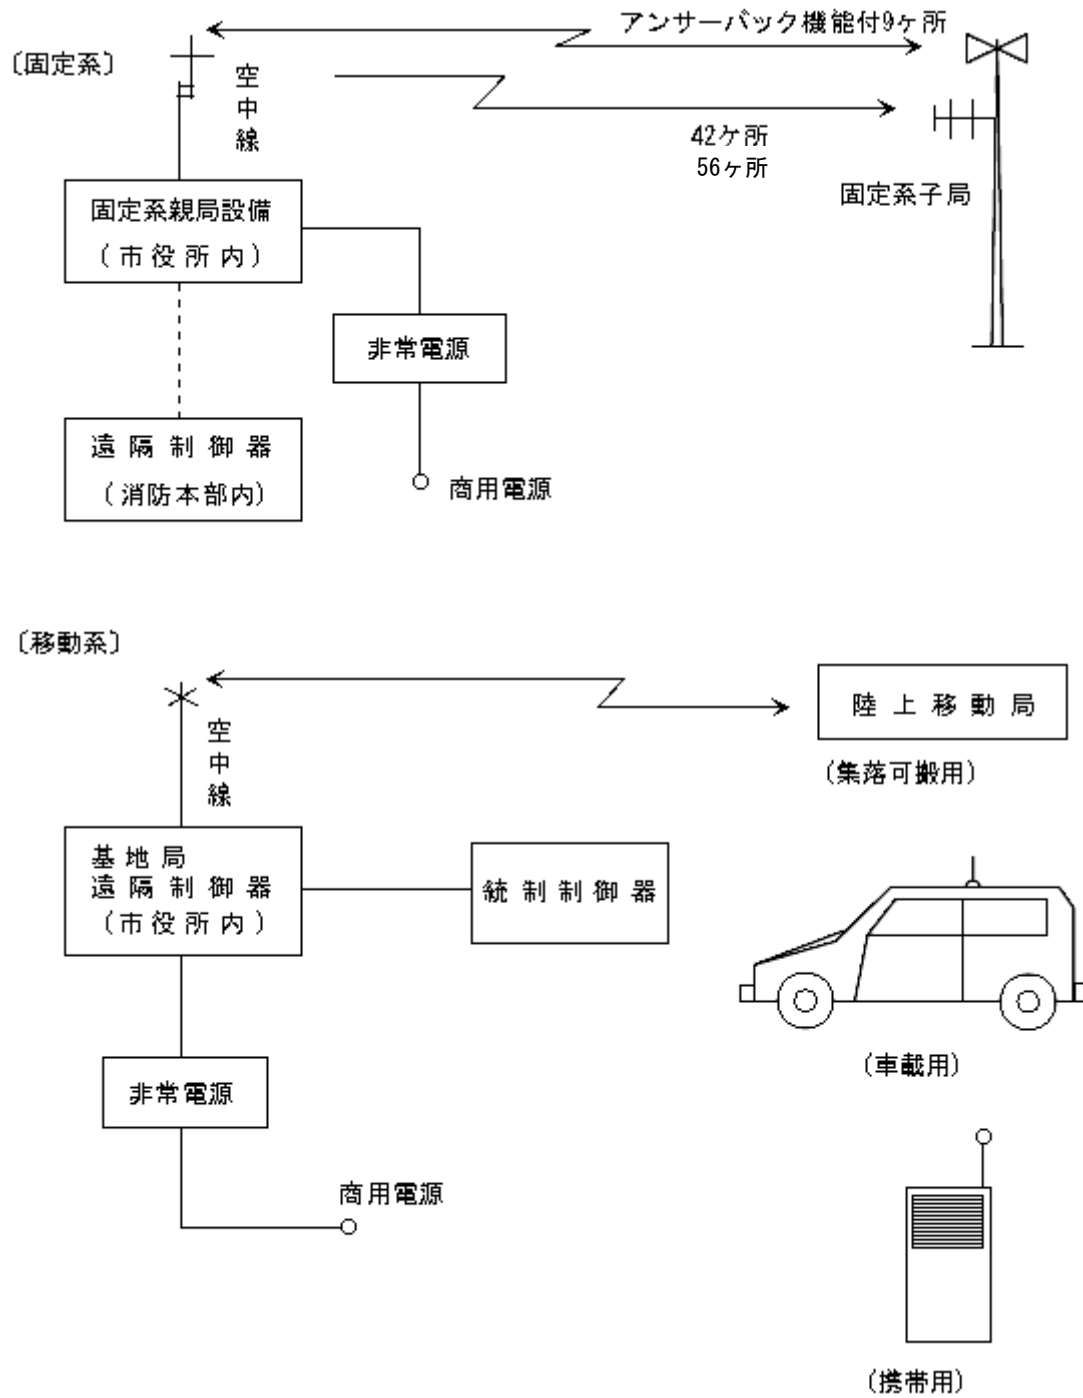 アンサーバック機能付9ヶ所
〔固定系〕
空中線
42ケ所
56ヶ所
固定系子局
固定系親局設備
(市役所内)
非常電源
遠隔制御器
(消防本部内)
商用電源
〔移動系〕
空中線
陸上移動局
(集落可搬用)
基地局
遠隔制御器
(市役所内)
統制制御器
(車載用)
非常電源
商用電源
(携帯用)